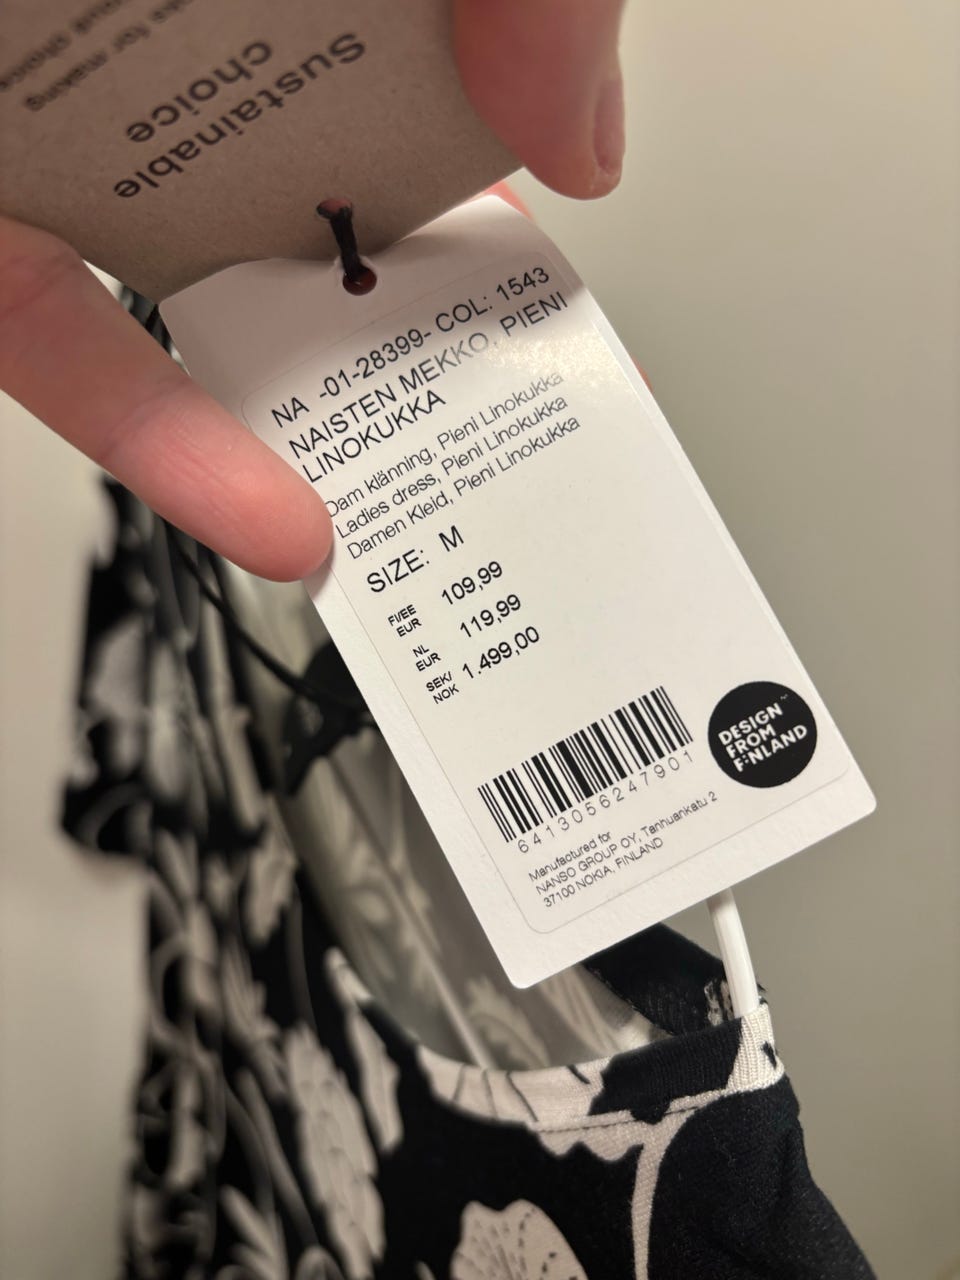 Sustainable
choice
for making
NA -01-28399- COL: 1543
NAISTEN MEKKO, PIENI
LINOKUKKA
Dam klänning, Pieni Linokukka
Ladies dress, Pieni Linokukka
Damen Kleid, Pieni Linokukka
SIZE: M
FI/EE
EUR 109,99
NL
EUR 119,99
SEK/
NOK 1.499,00
6413056247901
DESIGN
FROM
FINLAND
Manufactured for
NANSO GROUP OY, Tanhuankatu 2
37100 NOKIA, FINLAND